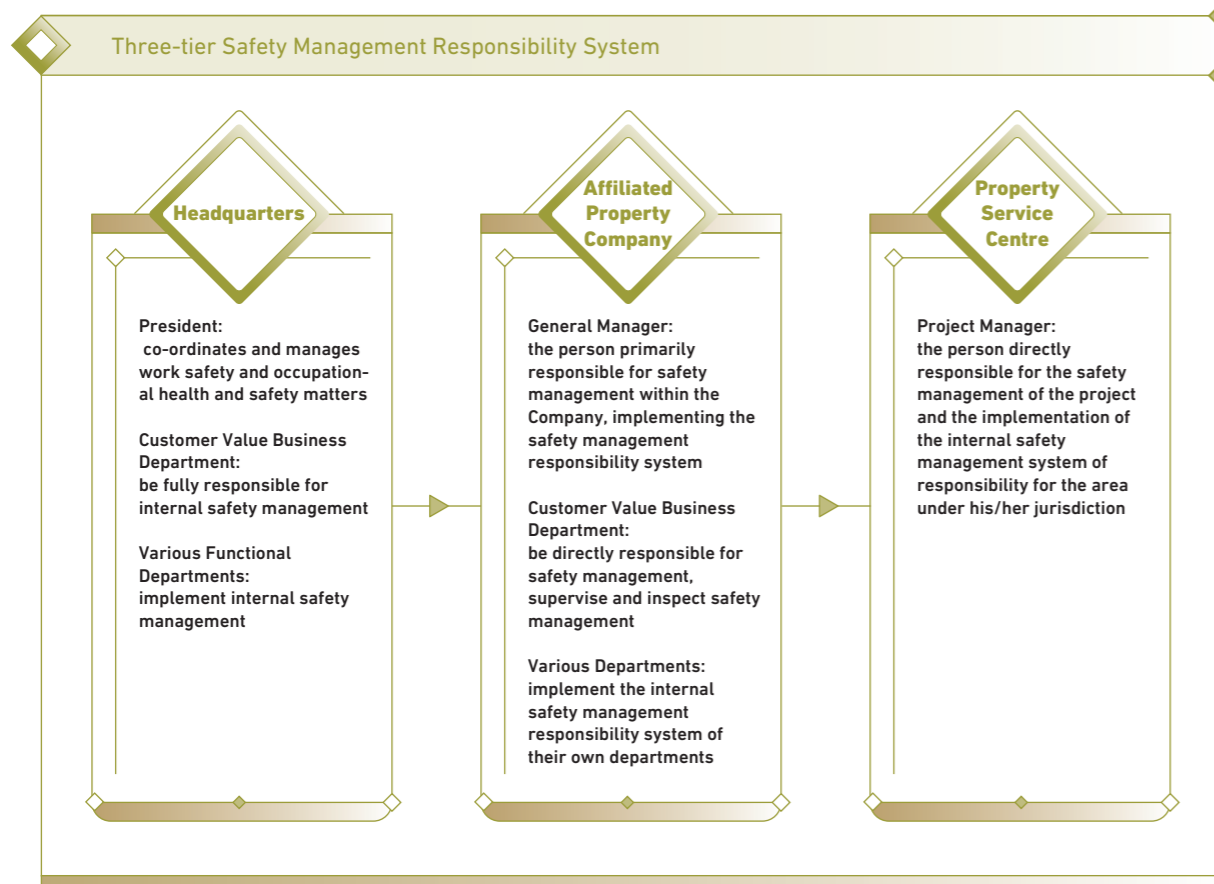 Three-tier Safety Management Responsibility System
Headquarters
President:
co-ordinates and manages
work safety and occupation-
al health and safety matters
Customer Value Business
Department:
be fully responsible for
internal safety management
Various Functional
Departments:
implement internal safety
management
Affiliated
Property
Company
General Manager:
the person primarily
responsible for safety
management within the
Company, implementing the
safety management
responsibility system
Customer Value Business
Department:
be directly responsible for
safety management,
supervise and inspect safety
management
Various Departments:
implement the internal
safety management
responsibility system of
their own departments
Property
Service
Centre
Project Manager:
the person directly
responsible for the safety
management of the project
and the implementation of
the internal safety
management system of
responsibility for the area
under his/her jurisdiction